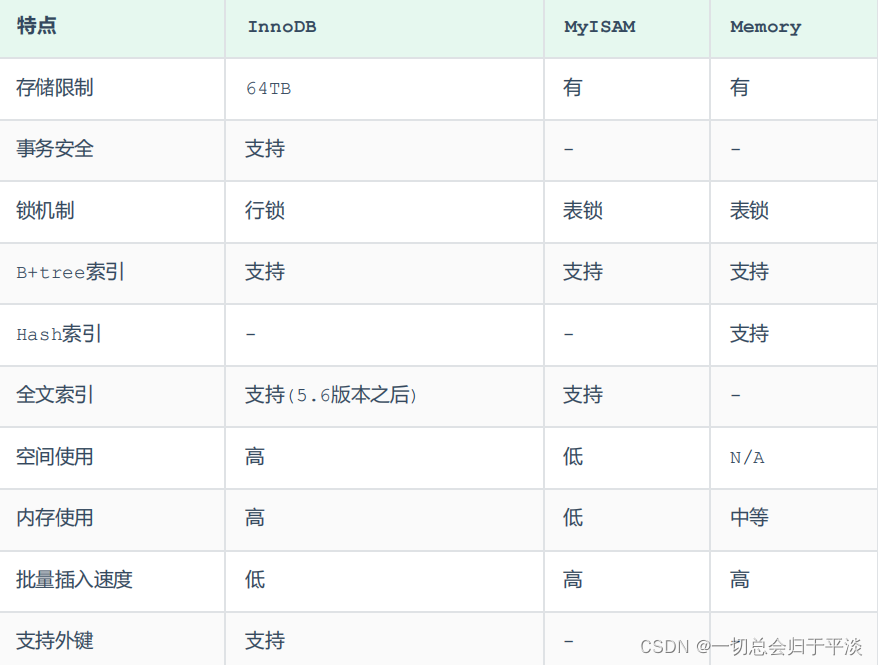 特点 InnoDB MyISAM Memory
存储限制 64TB 有 有
事务安全 支持 - -
锁机制 行锁 表锁 表锁
B+tree索引 支持 支持 支持
Hash索引 - - 支持
全文索引 支持(5.6版本之后) 支持 -
空间使用 高 低 N/A
内存使用 高 低 中等
批量插入速度 低 高 高
支持外键 支持 - -
CSDN @一切总会归于平淡